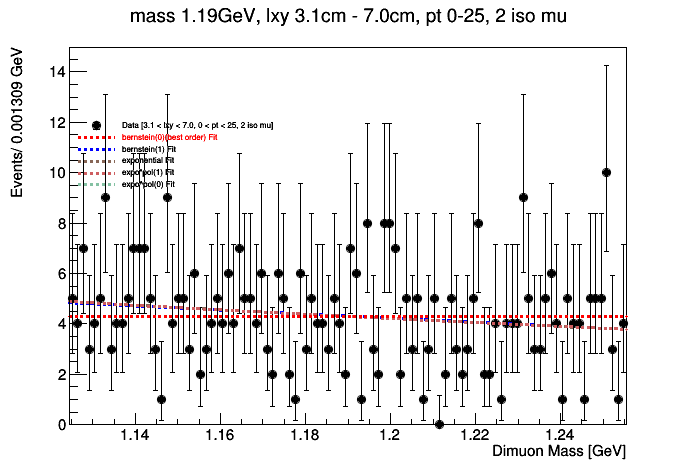 mass 1.19GeV, lxy 3.1cm - 7.0cm, pt 0-25, 2 iso mu
Events/ 0.001309 GeV
14
12
10
8
6
4
2
0
Data [3.1 < lxy < 7.0, 0 < pt < 25, 2 iso mu]
bernstein(0)(best order) Fit
bernstein(1) Fit
exponential Fit
expo*pol(1) Fit
expo*pol(0) Fit
1.14 1.16 1.18 1.2 1.22 1.24
Dimuon Mass [GeV]